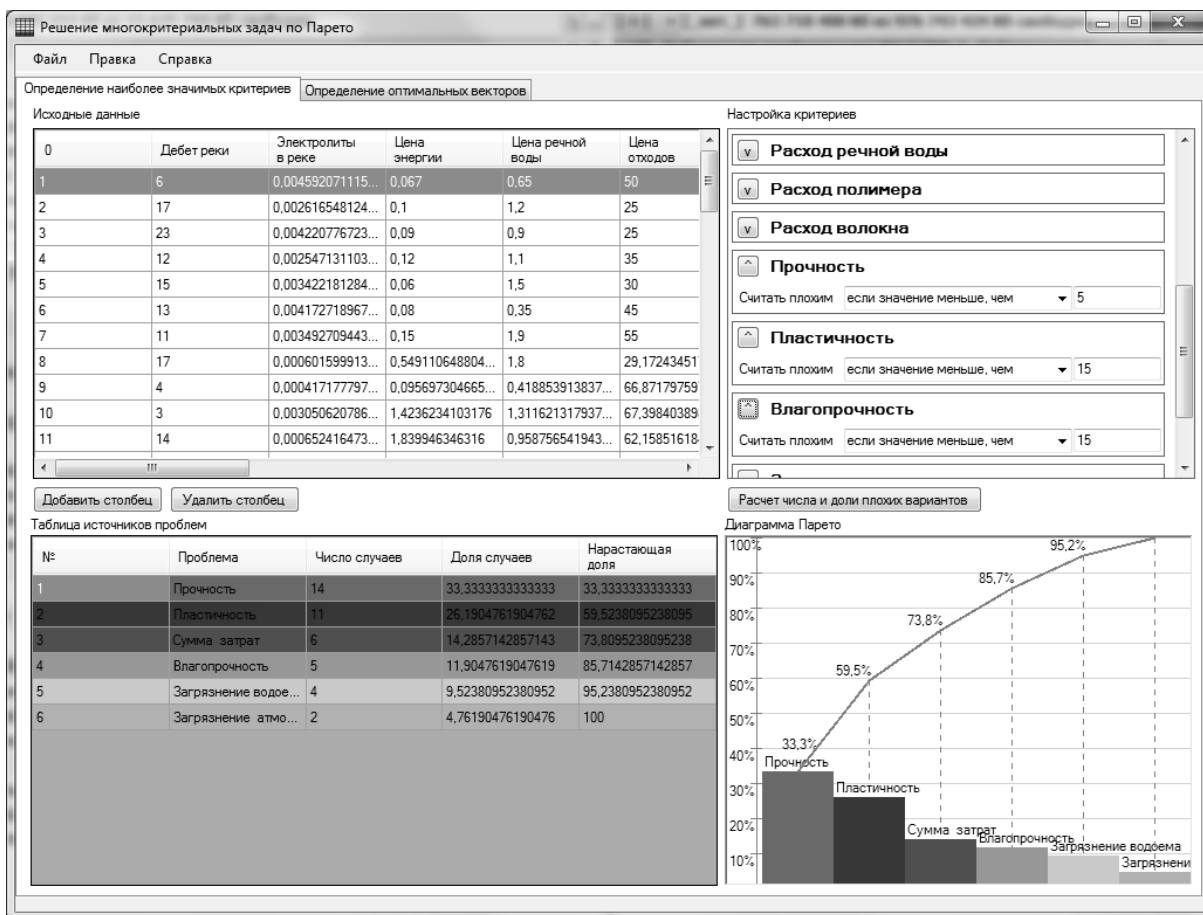 Решение многокритериальных задач по Парето
Файл Правка Справка
Определение наиболее значимых критериев Определение оптимальных векторов
Исходные данные
0 Дебет реки Электролиты в реке Цена энергии Цена речной воды Цена отходов
1 6 0,004592071115... 0,067 0,65 50
2 17 0,002616548124... 0,1 1,2 25
3 23 0,004220776723... 0,09 0,9 25
4 12 0,002547131103... 0,12 1,1 35
5 15 0,003422181284... 0,06 1,5 30
6 13 0,004172718967... 0,08 0,35 45
7 11 0,003492709443... 0,15 1,9 55
8 17 0,000601599913... 0,549110648804... 1,8 29,17243451
9 4 0,000417177797... 0,095697304665... 0,418853913837... 66,87179759
10 3 0,003050620786... 1,4236234103176 1,311621317937... 67,39840389
11 14 0,000652416473... 1,839946346316 0,958756541943... 62,15851618
Добавить столбец Удалить столбец
Настройка критериев
v Расход речной воды
v Расход полимера
v Расход волокна
^ Прочность
Считать плохим если значение меньше, чем 5
^ Пластичность
Считать плохим если значение меньше, чем 15
^ Влагопрочность
Считать плохим если значение меньше, чем 15
Расчет числа и доли плохих вариантов
Таблица источников проблем
№ Проблема Число случаев Доля случаев Нарастающая доля
1 Прочность 14 33,3333333333333 33,3333333333333
2 Пластичность 11 26,1904761904762 59,5238095238095
3 Сумма затрат 6 14,2857142857143 73,8095238095238
4 Влагопрочность 5 11,9047619047619 85,7142857142857
5 Загрязнение водое... 4 9,52380952380952 95,2380952380952
6 Загрязнение атмо... 2 4,76190476190476 100
Диаграмма Парето
100%
95,2%
90%
85,7%
80%
73,8%
70%
59,5%
60%
50%
33,3%
40%
Прочность
30%
Пластичность
20%
Сумма затрат
Влагопрочность
Загрязнение водоема
10%
Загрязнени